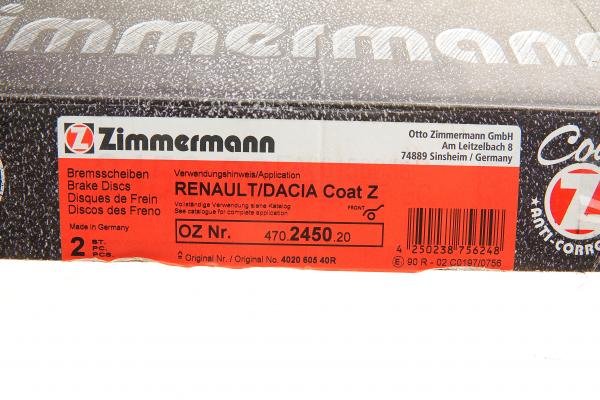 Zimmermann
Z Zimmermann
Otto Zimmermann GmbH
Am Leitzelbach 8
74889 Sinsheim / Germany
Bremsscheiben
Brake Discs
Disques de Frein
Discos des Freno
Made in Germany
2 ST.
PC.
PCS.
Verwendungshinweis/Application
RENAULT/DACIA Coat Z
Vollständige Verwendung siehe Katalog
See catalogue for complete application
FRONT
OZ Nr. 470.2450.20
Original Nr. / Original No. 4020 605 40R
4 250238 756248
E 90 R - 02 C0197/0756
Z
ANTI-CORRO